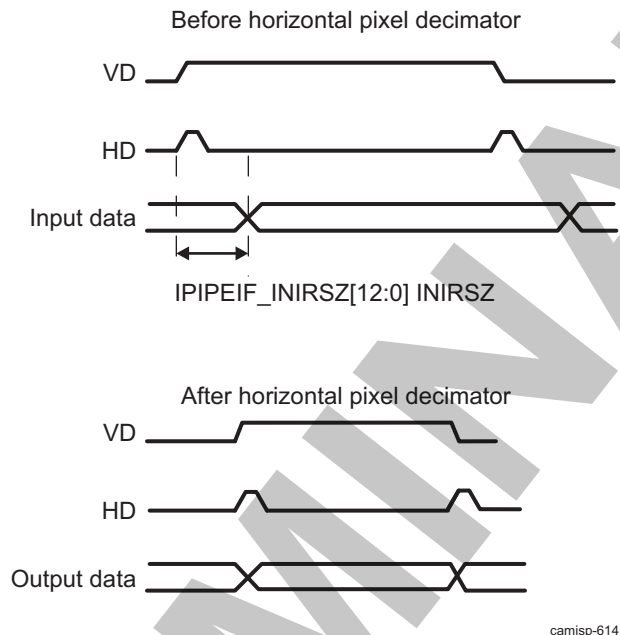 Before horizontal pixel decimator
VD
HD
Input data
IPIPEIF_INIRSZ[12:0] INIRSZ
After horizontal pixel decimator
VD
HD
Output data
camisp-614